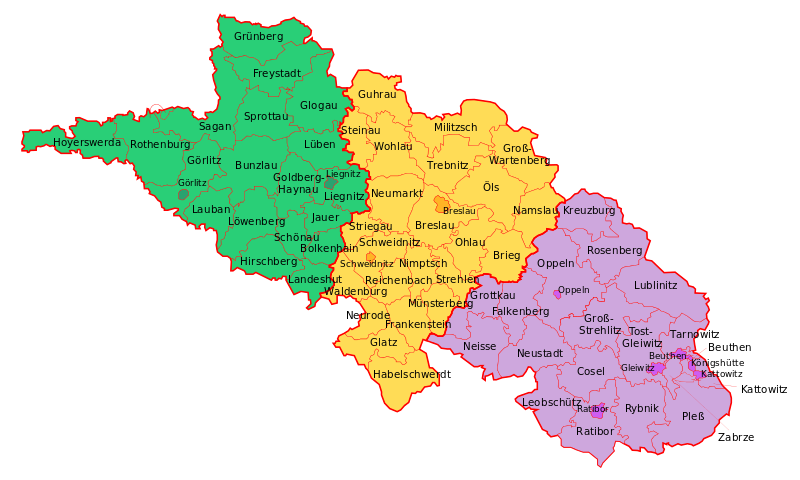 Grünberg
Freystadt
Guhrau
Glogau
Sprottau
Sagan
Steinau
Militzsch
Hoyerswerda
Rothenburg
Lüben
Wohlau
Groß-
Wartenberg
Görlitz
Bunzlau
Trebnitz
Goldberg-
Haynau
Liegnitz
Görlitz
Liegnitz
Neumarkt
Öls
Lauban
Löwenberg
Jauer
Breslau
Namslau
Kreuzburg
Striegau
Breslau
Schönau
Bolkenhain
Schweidnitz
Ohlau
Rosenberg
Hirschberg
Schweidnitz
Nimptsch
Brieg
Oppeln
Landeshut
Reichenbach
Strehlen
Lublinitz
Waldenburg
Münsterberg
Grottkau
Oppeln
Neurode
Frankenstein
Falkenberg
Groß-
Strehlitz
Tost-
Gleiwitz
Tarnowitz
Glatz
Neisse
Neustadt
Beuthen
Beuthen
Königshütte
Habelschwerdt
Cosel
Gleiwitz
Kattowitz
Kattowitz
Leobschütz
Ratibor
Rybnik
Pleß
Ratibor
Zabrze